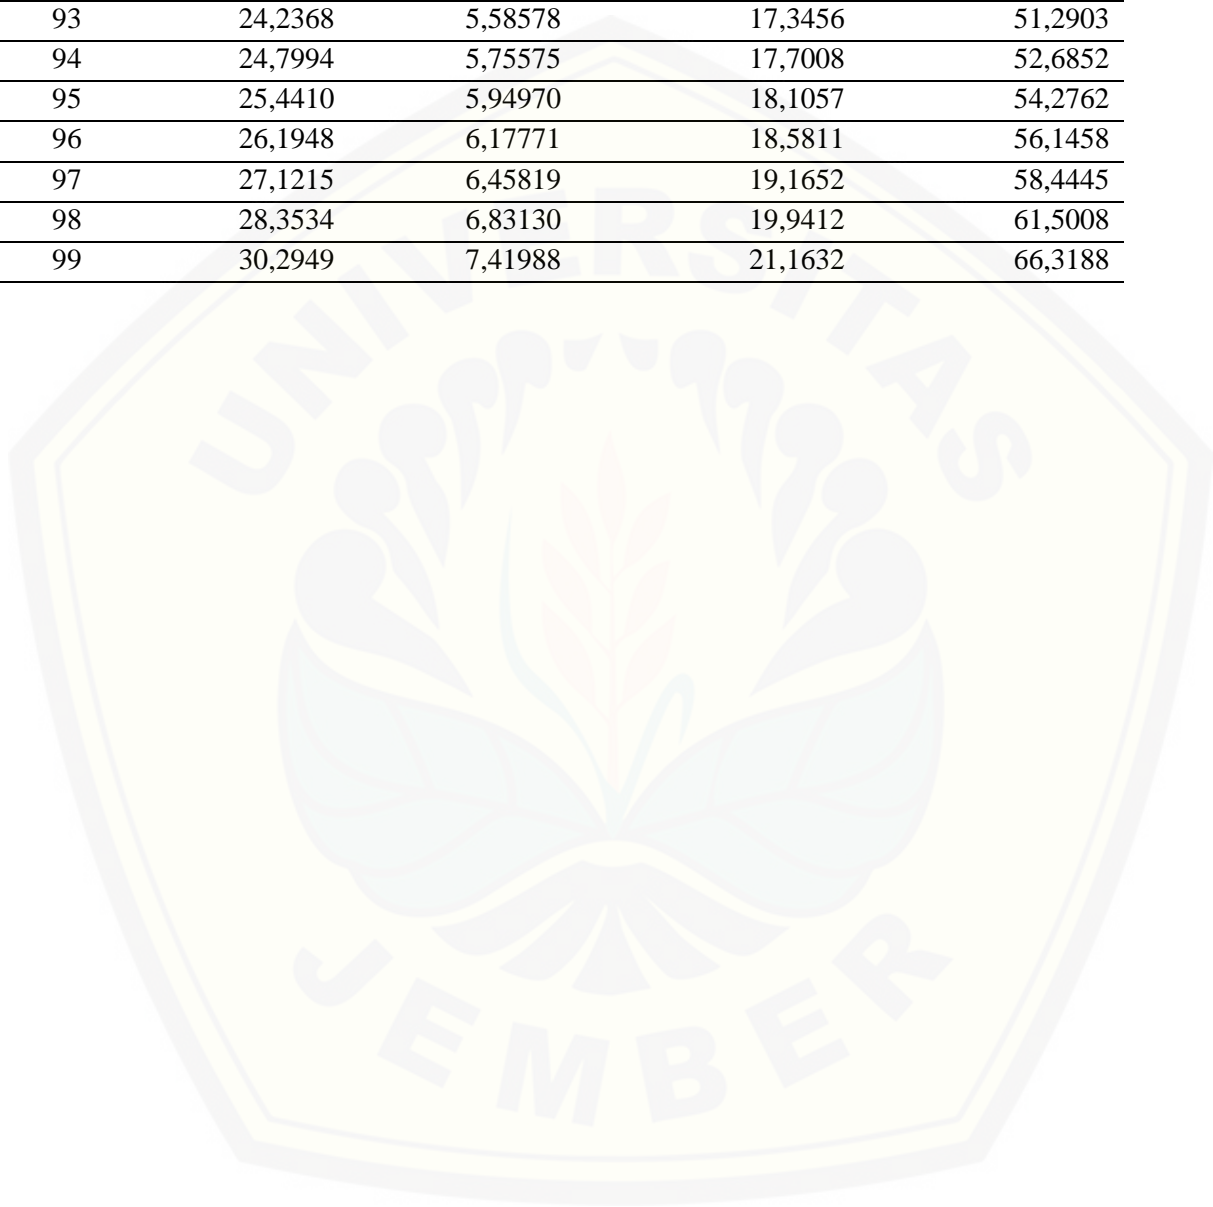 93 24,2368 5,58578 17,3456 51,2903
94 24,7994 5,75575 17,7008 52,6852
95 25,4410 5,94970 18,1057 54,2762
96 26,1948 6,17771 18,5811 56,1458
97 27,1215 6,45819 19,1652 58,4445
98 28,3534 6,83130 19,9412 61,5008
99 30,2949 7,41988 21,1632 66,3188
UNIVERSITAS
JEMBER